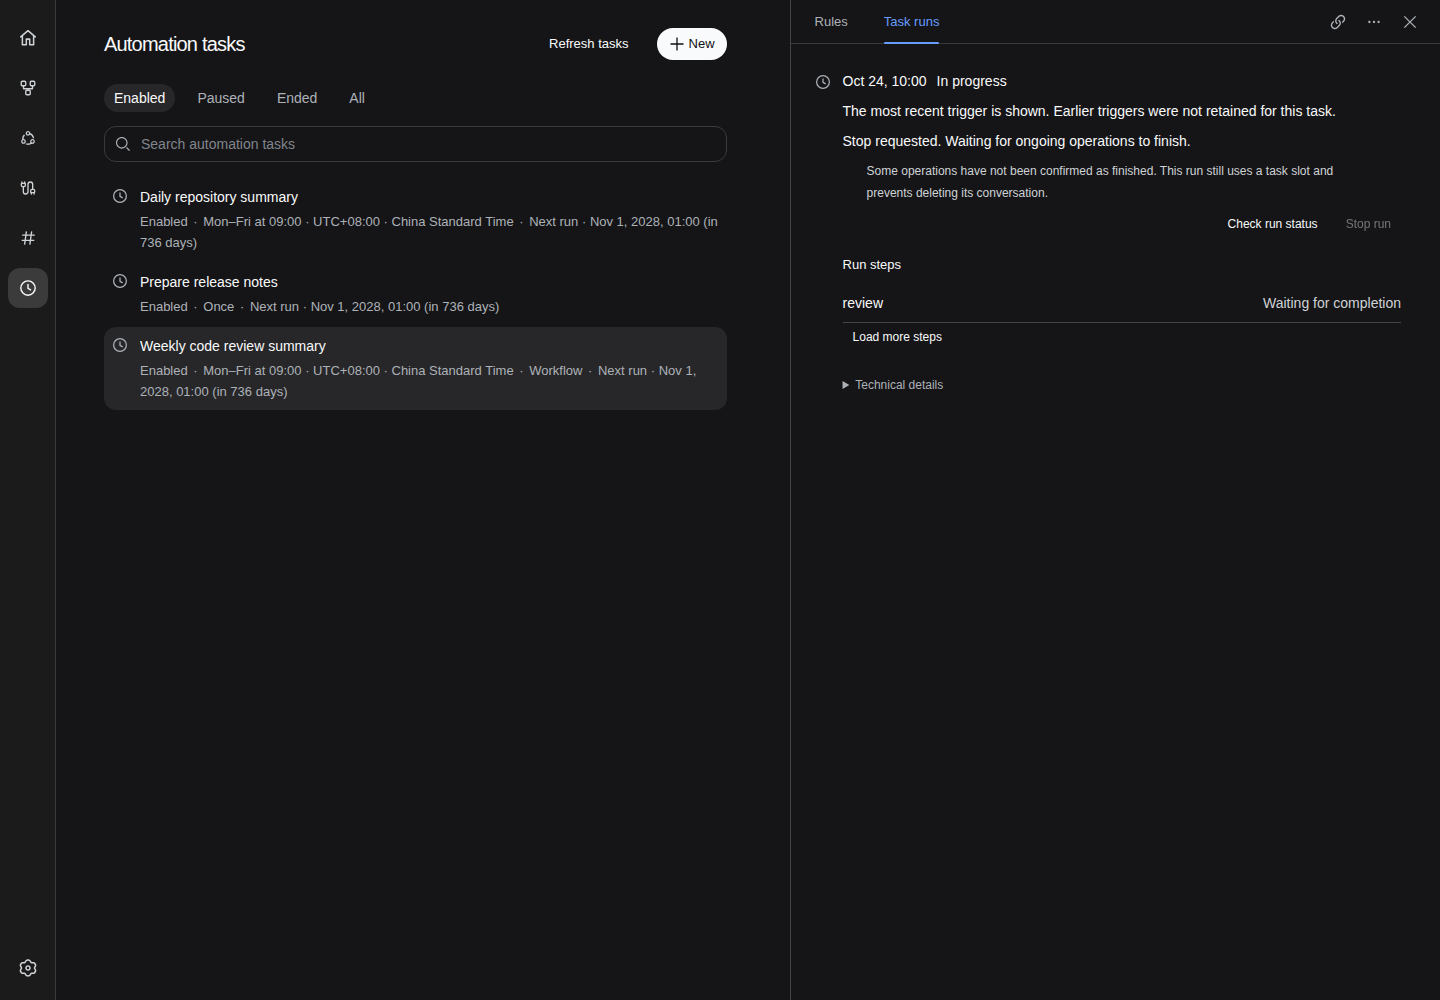 Automation tasks
Refresh tasks
New
Enabled
Paused
Ended
All
Search automation tasks
Daily repository summary
Enabled · Mon–Fri at 09:00 · UTC+08:00 · China Standard Time · Next run · Nov 1, 2028, 01:00 (in
736 days)
Prepare release notes
Enabled · Once · Next run · Nov 1, 2028, 01:00 (in 736 days)
Weekly code review summary
Enabled · Mon–Fri at 09:00 · UTC+08:00 · China Standard Time · Workflow · Next run · Nov 1,
2028, 01:00 (in 736 days)
Rules
Task runs
Oct 24, 10:00 In progress
The most recent trigger is shown. Earlier triggers were not retained for this task.
Stop requested. Waiting for ongoing operations to finish.
Some operations have not been confirmed as finished. This run still uses a task slot and
prevents deleting its conversation.
Check run status
Stop run
Run steps
review
Waiting for completion
Load more steps
Technical details